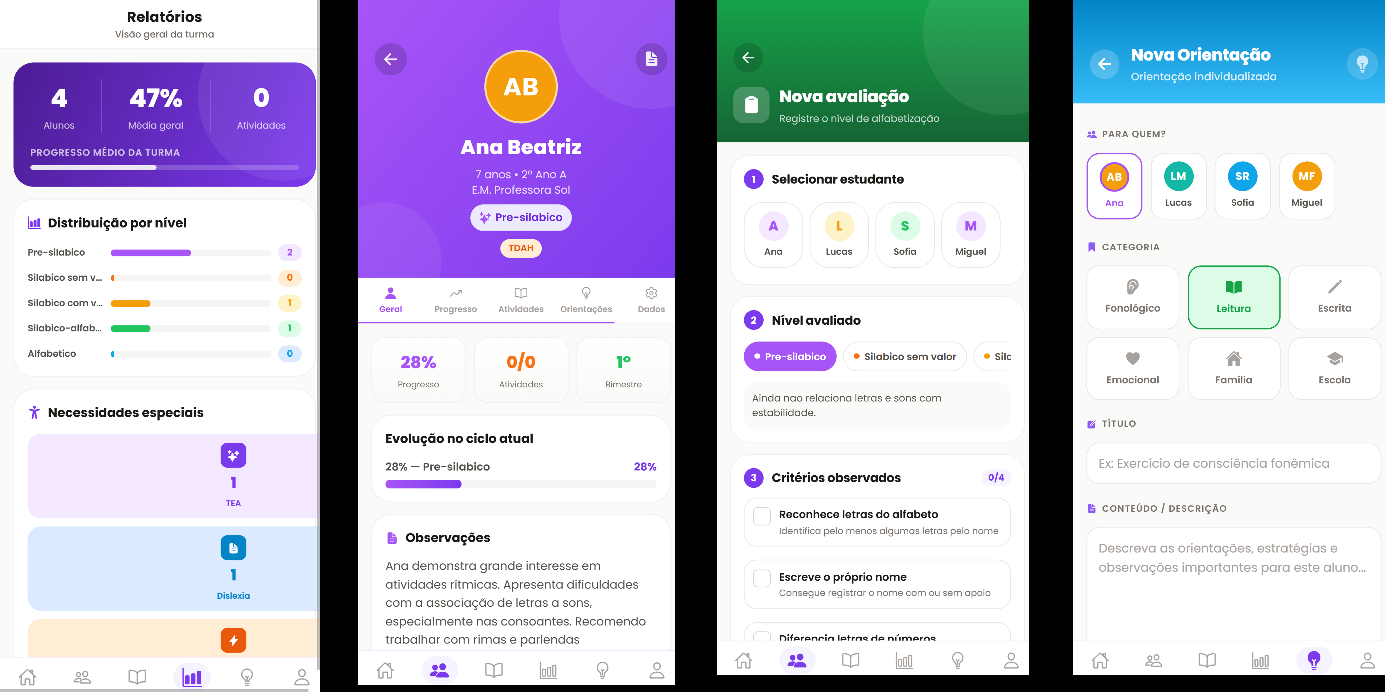 Relatórios
Visão geral da turma
4
Alunos
47%
Média geral
0
Atividades
PROGRESSO MÉDIO DA TURMA
Distribuição por nível
Pre-silabico
2
Silabico sem v...
0
Silabico com v...
1
Silabico-alfab...
1
Alfabetico
0
Necessidades especiais
1
TEA
1
Dislexia
AB
Ana Beatriz
7 anos • 2º Ano A
E.M. Professora Sol
Pre-silabico
TDAH
Geral
Progresso
Atividades
Orientações
Dados
28%
Progresso
0/0
Atividades
1º
Bimestre
Evolução no ciclo atual
28% — Pre-silabico
28%
Observações
Ana demonstra grande interesse em
atividades ritmicas. Apresenta dificuldades
com a associação de letras a sons,
especialmente nas consoantes. Recomendo
trabalhar com rimas e parlendas
Nova avaliação
Registre o nível de alfabetização
1
Selecionar estudante
A
Ana
L
Lucas
S
Sofia
M
Miguel
2
Nível avaliado
Pre-silabico
Silabico sem valor
Silc
Ainda nao relaciona letras e sons com
estabilidade.
3
Critérios observados
0/4
Reconhece letras do alfabeto
Identifica pelo menos algumas letras pelo nome
Escreve o próprio nome
Consegue registrar o nome com ou sem apoio
Diferencia letras de números
Nova Orientação
Orientação individualizada
PARA QUEM?
AB
Ana
LM
Lucas
SR
Sofia
MF
Miguel
CATEGORIA
Fonológico
Leitura
Escrita
Emocional
Família
Escola
TÍTULO
Ex: Exercício de consciência fonêmica
CONTEÚDO / DESCRIÇÃO
Descreva as orientações, estratégias e
observações importantes para este aluno...